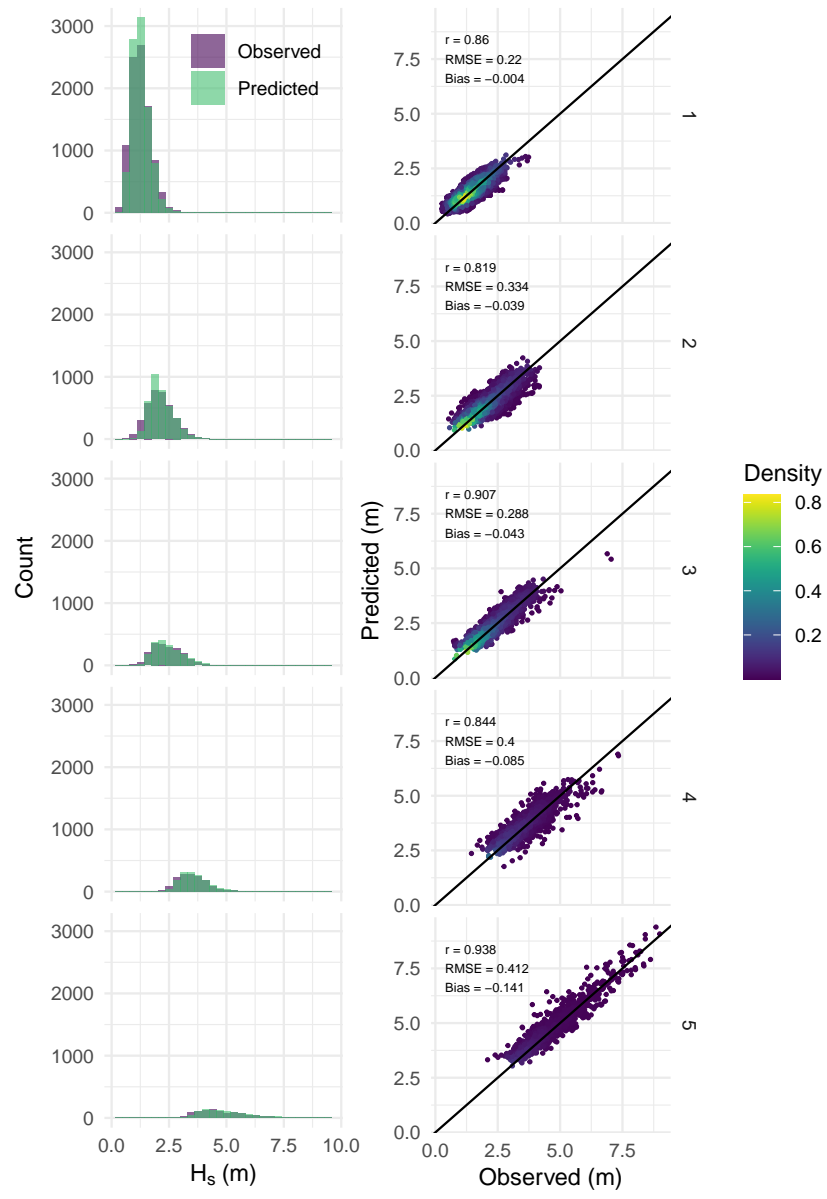 3000
2000
1000
0
Observed
Predicted
3000
2000
1000
0
3000
2000
1000
0
3000
2000
1000
0
3000
2000
1000
0
Count
0.0 2.5 5.0 7.5 10.0
Hs (m)
7.5
5.0
2.5
0.0
r = 0.86
RMSE = 0.22
Bias = −0.004
1
7.5
5.0
2.5
0.0
r = 0.819
RMSE = 0.334
Bias = −0.039
2
7.5
5.0
2.5
0.0
r = 0.907
RMSE = 0.288
Bias = −0.043
3
7.5
5.0
2.5
0.0
r = 0.844
RMSE = 0.4
Bias = −0.085
4
7.5
5.0
2.5
0.0
r = 0.938
RMSE = 0.412
Bias = −0.141
5
Predicted (m)
0.0 2.5 5.0 7.5
Observed (m)
Density
0.8
0.6
0.4
0.2